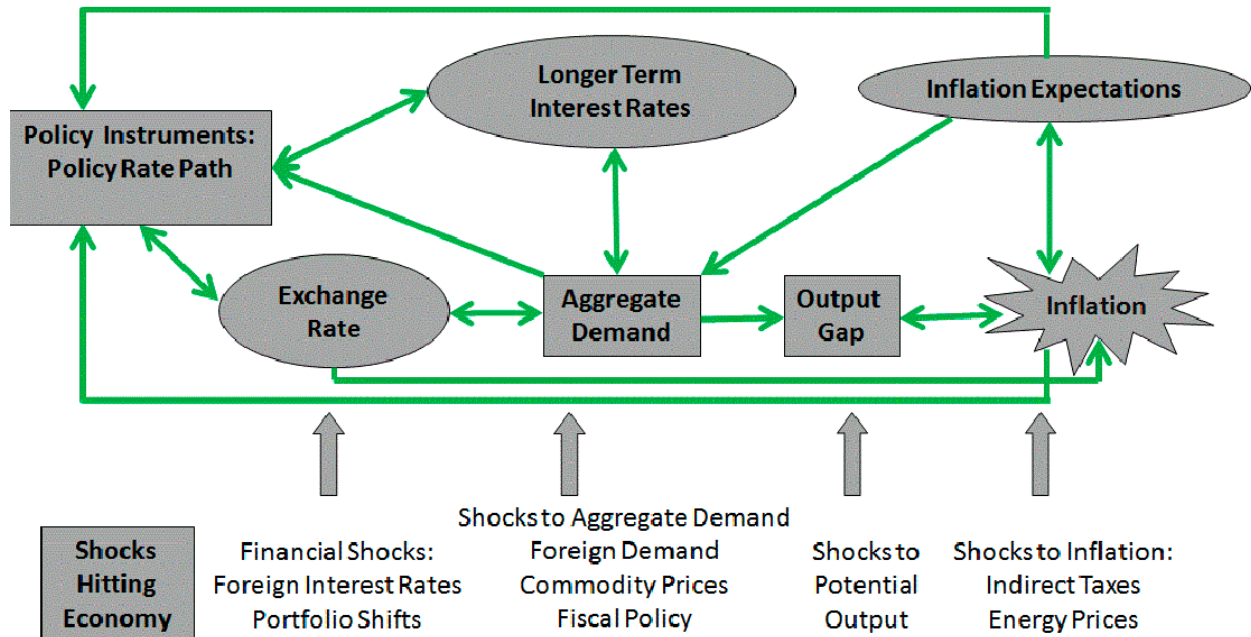 Longer Term
Interest Rates
Inflation Expectations
Policy Instruments:
Policy Rate Path
Exchange
Rate
Aggregate
Demand
Output
Gap
Inflation
Shocks
Hitting
Economy
Financial Shocks:
Foreign Interest Rates
Portfolio Shifts
Shocks to Aggregate Demand
Foreign Demand
Commodity Prices
Fiscal Policy
Shocks to
Potential
Output
Shocks to Inflation:
Indirect Taxes
Energy Prices